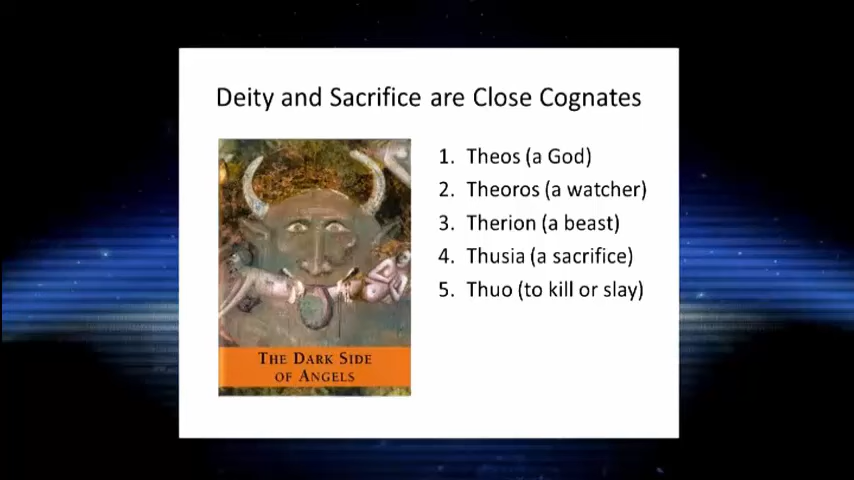 Deity and Sacrifice are Close Cognates
1. Theos (a God)
2. Theoros (a watcher)
3. Therion (a beast)
4. Thusia (a sacrifice)
5. Thuo (to kill or slay)
THE DARK SIDE
OF ANGELS